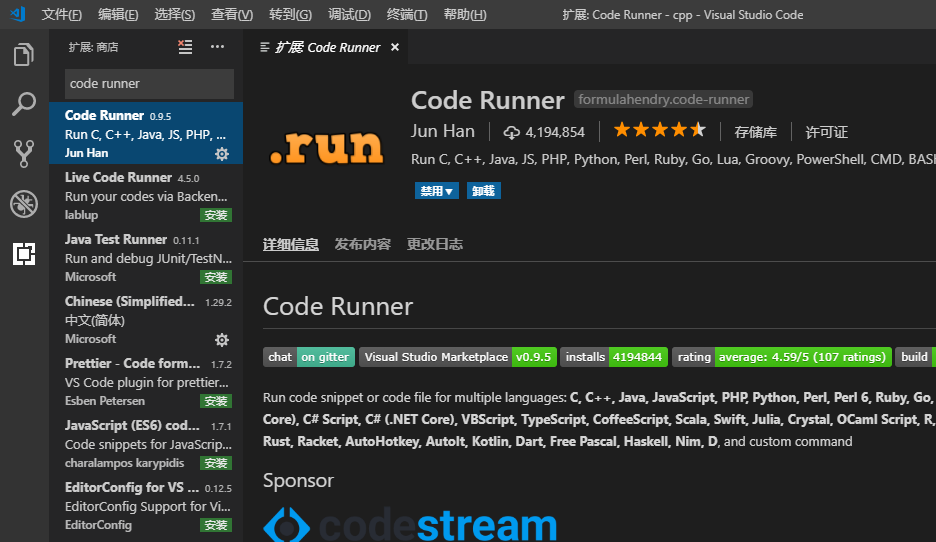 文件(F) 编辑(E) 选择(S) 查看(V) 转到(G) 调试(D) 终端(T) 帮助(H) 扩展: Code Runner - cpp - Visual Studio Code
扩展: 商店
code runner
Code Runner 0.9.5
Run C, C++, Java, JS, PHP, ...
Jun Han
Live Code Runner 4.5.0
Run your codes via Backen...
lablup 安装
Java Test Runner 0.11.1
Run and debug JUnit/TestN...
Microsoft 安装
Chinese (Simplified... 1.29.2
中文(简体)
Microsoft
Prettier - Code form... 1.7.2
VS Code plugin for prettier...
Esben Petersen 安装
JavaScript (ES6) cod... 1.7.1
Code snippets for JavaScrip...
charalampos karypidis 安装
EditorConfig for VS ... 0.12.5
EditorConfig Support for Vi...
EditorConfig 安装
扩展: Code Runner
.run
Code Runner formulahendry.code-runner
Jun Han 4,194,854 存储库 许可证
Run C, C++, Java, JS, PHP, Python, Perl, Ruby, Go, Lua, Groovy, PowerShell, CMD, BASH
禁用 卸载
详细信息 发布内容 更改日志
Code Runner
chat on gitter Visual Studio Marketplace v0.9.5 installs 4194844 rating average: 4.59/5 (107 ratings) build
Run code snippet or code file for multiple languages: C, C++, Java, JavaScript, PHP, Python, Perl, Perl 6, Ruby, Go,
Core), C# Script, C# (.NET Core), VBScript, TypeScript, CoffeeScript, Scala, Swift, Julia, Crystal, OCaml Script, R,
Rust, Racket, AutoHotkey, AutoIt, Kotlin, Dart, Free Pascal, Haskell, Nim, D, and custom command
Sponsor
codestream